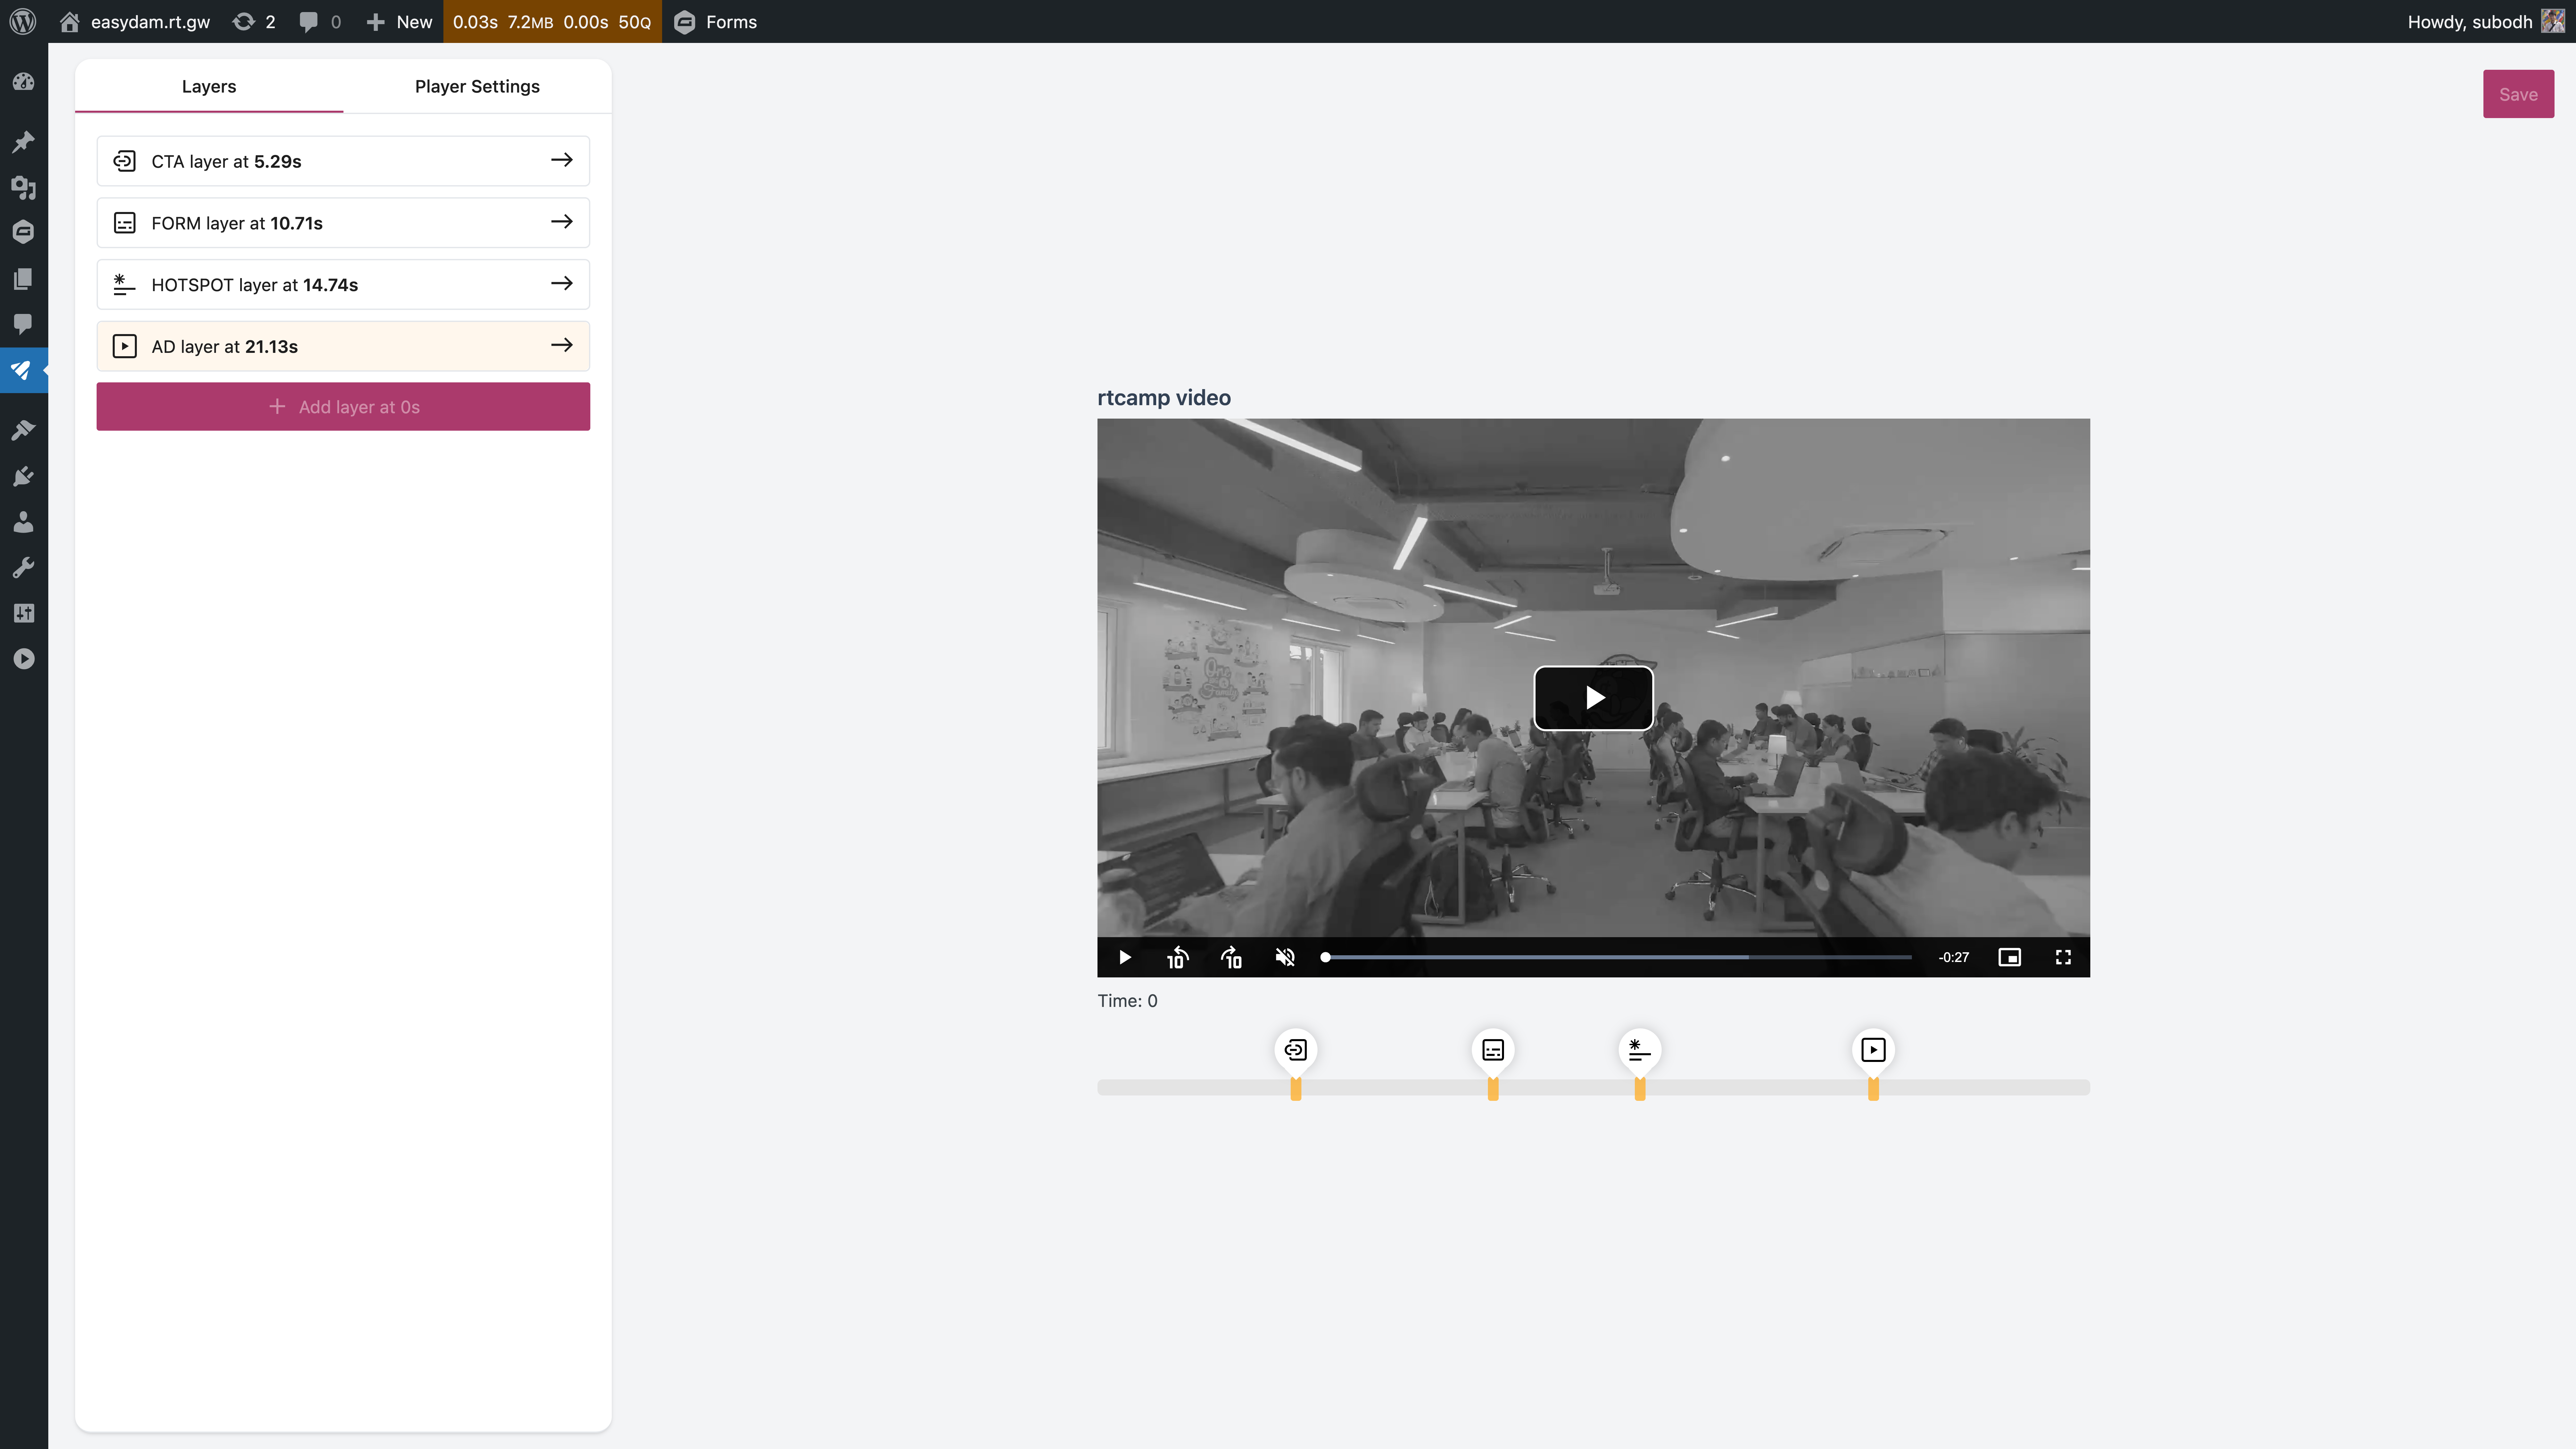 easydam.rt.gw 2 0 New 0.03s 7.2MB 0.00s 50Q Forms Howdy, subodh
Layers Player Settings
Save
CTA layer at 5.29s
FORM layer at 10.71s
HOTSPOT layer at 14.74s
AD layer at 21.13s
Add layer at 0s
rtcamp video
10 10 -0:27
Time: 0